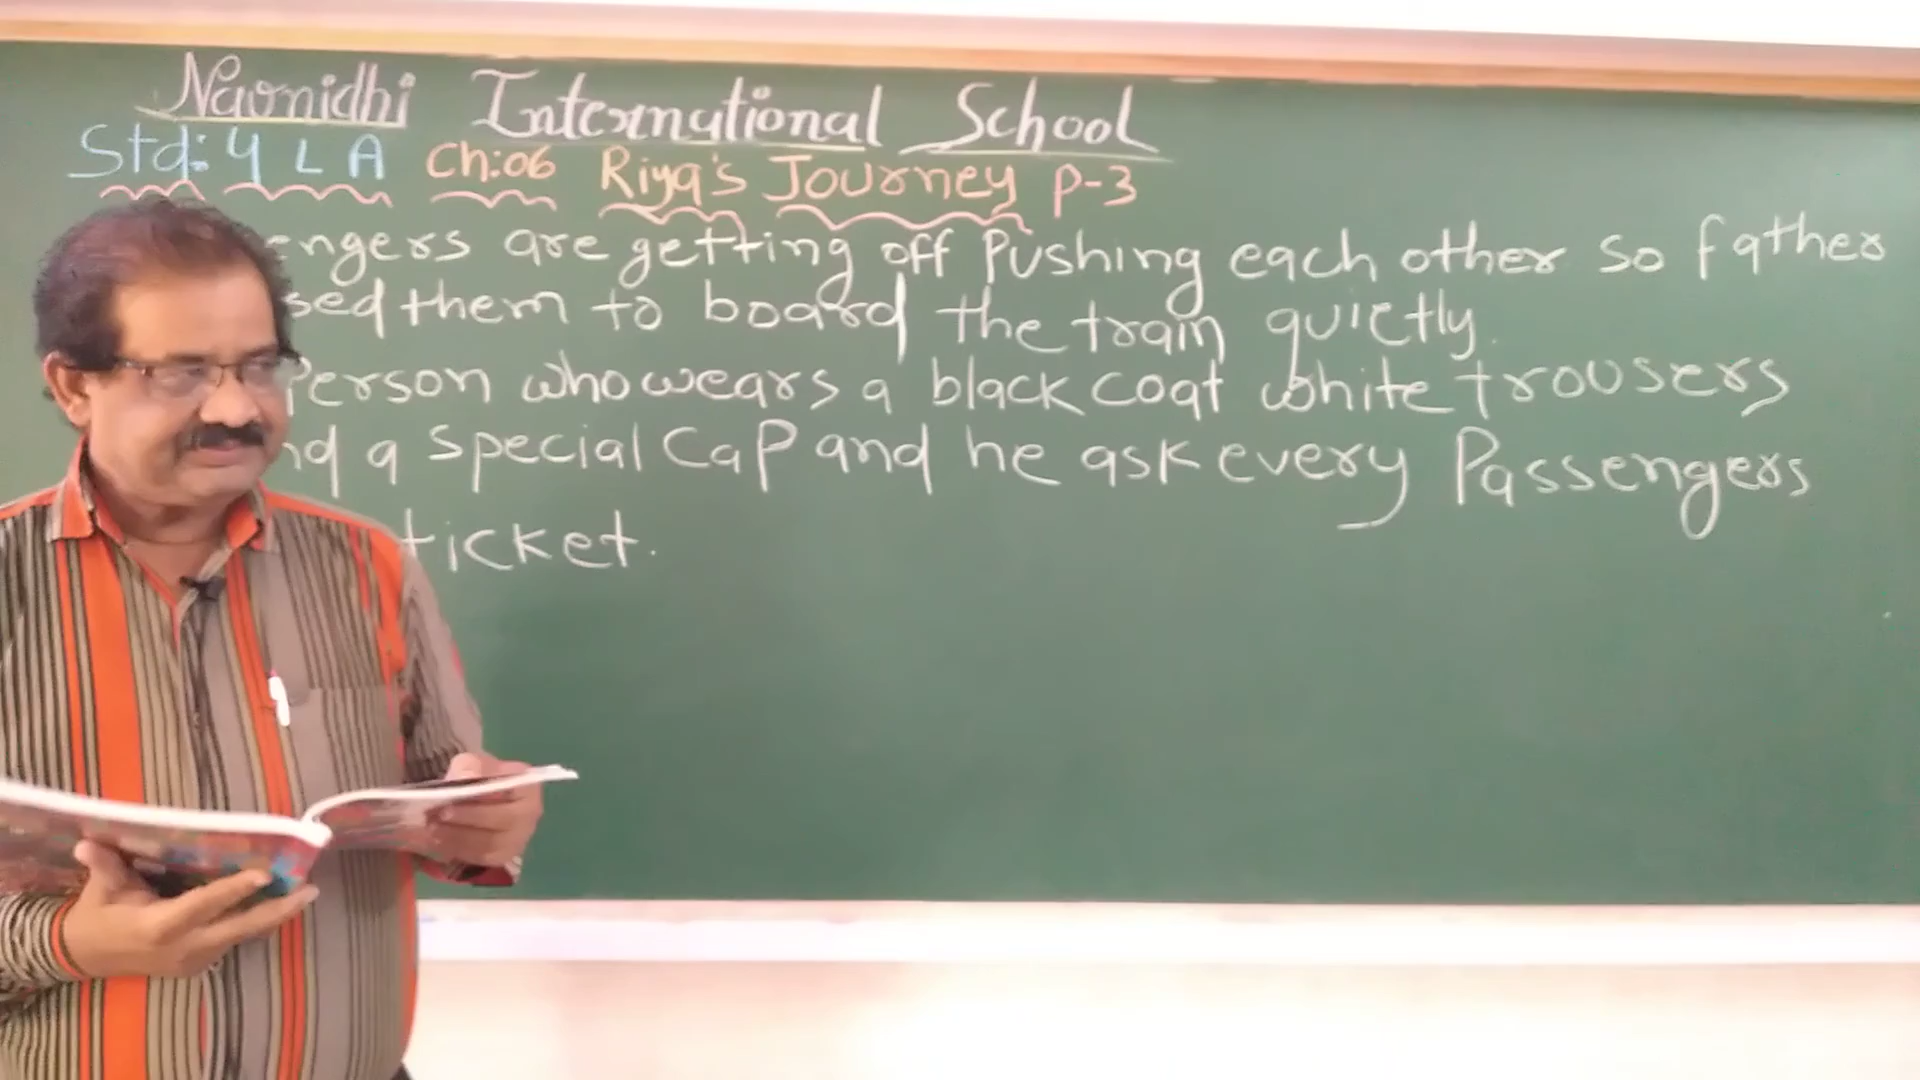 Navnidhi International School
Std: 4 L A Ch:06 Riya's Journey P-3
engers are getting off Pushing each other so father
sed them to board the train quietly.
Person who wears a black coat white trousers
nd a special Cap and he ask every Passengers
ticket.